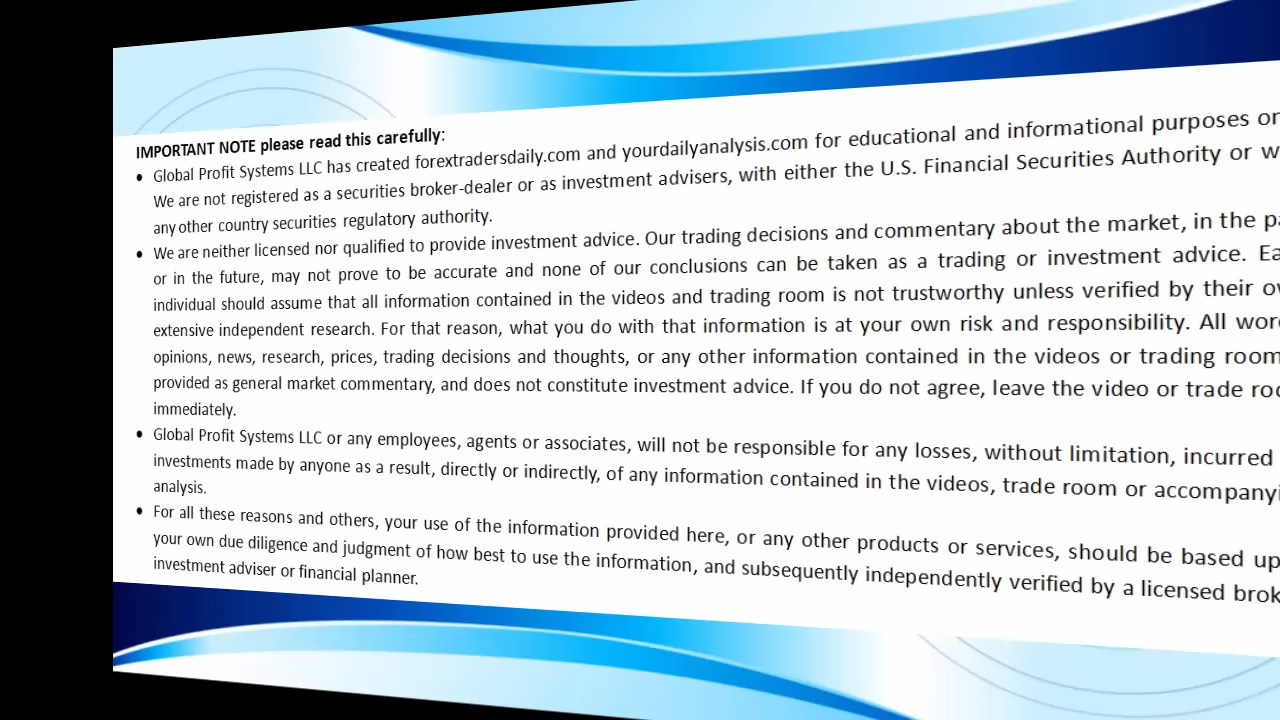 IMPORTANT NOTE please read this carefully:
• Global Profit Systems LLC has created forextradersdaily.com and yourdailyanalysis.com for educational and informational purposes
We are not registered as a securities broker-dealer or as investment advisers, with either the U.S. Financial Securities Authority or
any other country securities regulatory authority.
• We are neither licensed nor qualified to provide investment advice. Our trading decisions and commentary about the market, in the
or in the future, may not prove to be accurate and none of our conclusions can be taken as a trading or investment advice.
individual should assume that all information contained in the videos and trading room is not trustworthy unless verified by their
extensive independent research. For that reason, what you do with that information is at your own risk and responsibility. All
opinions, news, research, prices, trading decisions and thoughts, or any other information contained in the videos or trading room
provided as general market commentary, and does not constitute investment advice. If you do not agree, leave the video or trade
immediately.
• Global Profit Systems LLC or any employees, agents or associates, will not be responsible for any losses, without limitation, incurred
investments made by anyone as a result, directly or indirectly, of any information contained in the videos, trade room or
analysis.
• For all these reasons and others, your use of the information provided here, or any other products or services, should be based
your own due diligence and judgment of how best to use the information, and subsequently independently verified by a licensed
investment adviser or financial planner.